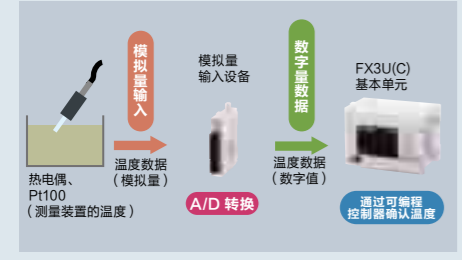 模拟量输入
数字量数据
模拟量
输入设备
FX3U(C)
基本单元
温度数据
（模拟量）
温度数据
（数字值）
热电偶、
Pt100
（测量装置的温度）
A/D 转换
通过可编程
控制器确认温度